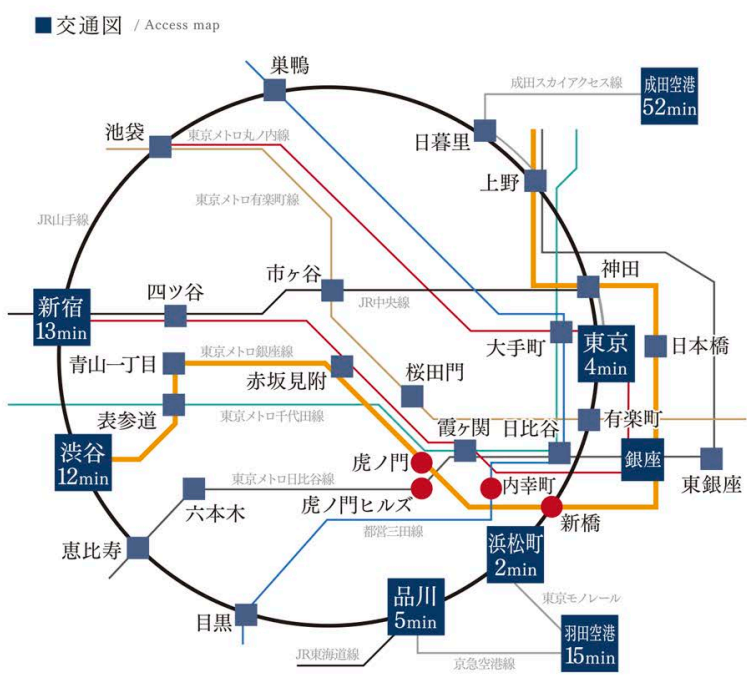 交通図 / Access map
巣鴨
成田スカイアクセス線
成田空港
52min
池袋
東京メトロ丸ノ内線
日暮里
上野
東京メトロ有楽町線
JR山手線
市ヶ谷
神田
四ツ谷
JR中央線
新宿
13min
大手町
東京
4min
日本橋
青山一丁目
東京メトロ銀座線
赤坂見附
桜田門
表参道
東京メトロ千代田線
有楽町
霞ヶ関
日比谷
渋谷
12min
虎ノ門
銀座
東銀座
東京メトロ日比谷線
六本木
虎ノ門ヒルズ
内幸町
新橋
都営三田線
恵比寿
浜松町
2min
目黒
品川
5min
東京モノレール
羽田空港
15min
JR東海道線
京急空港線